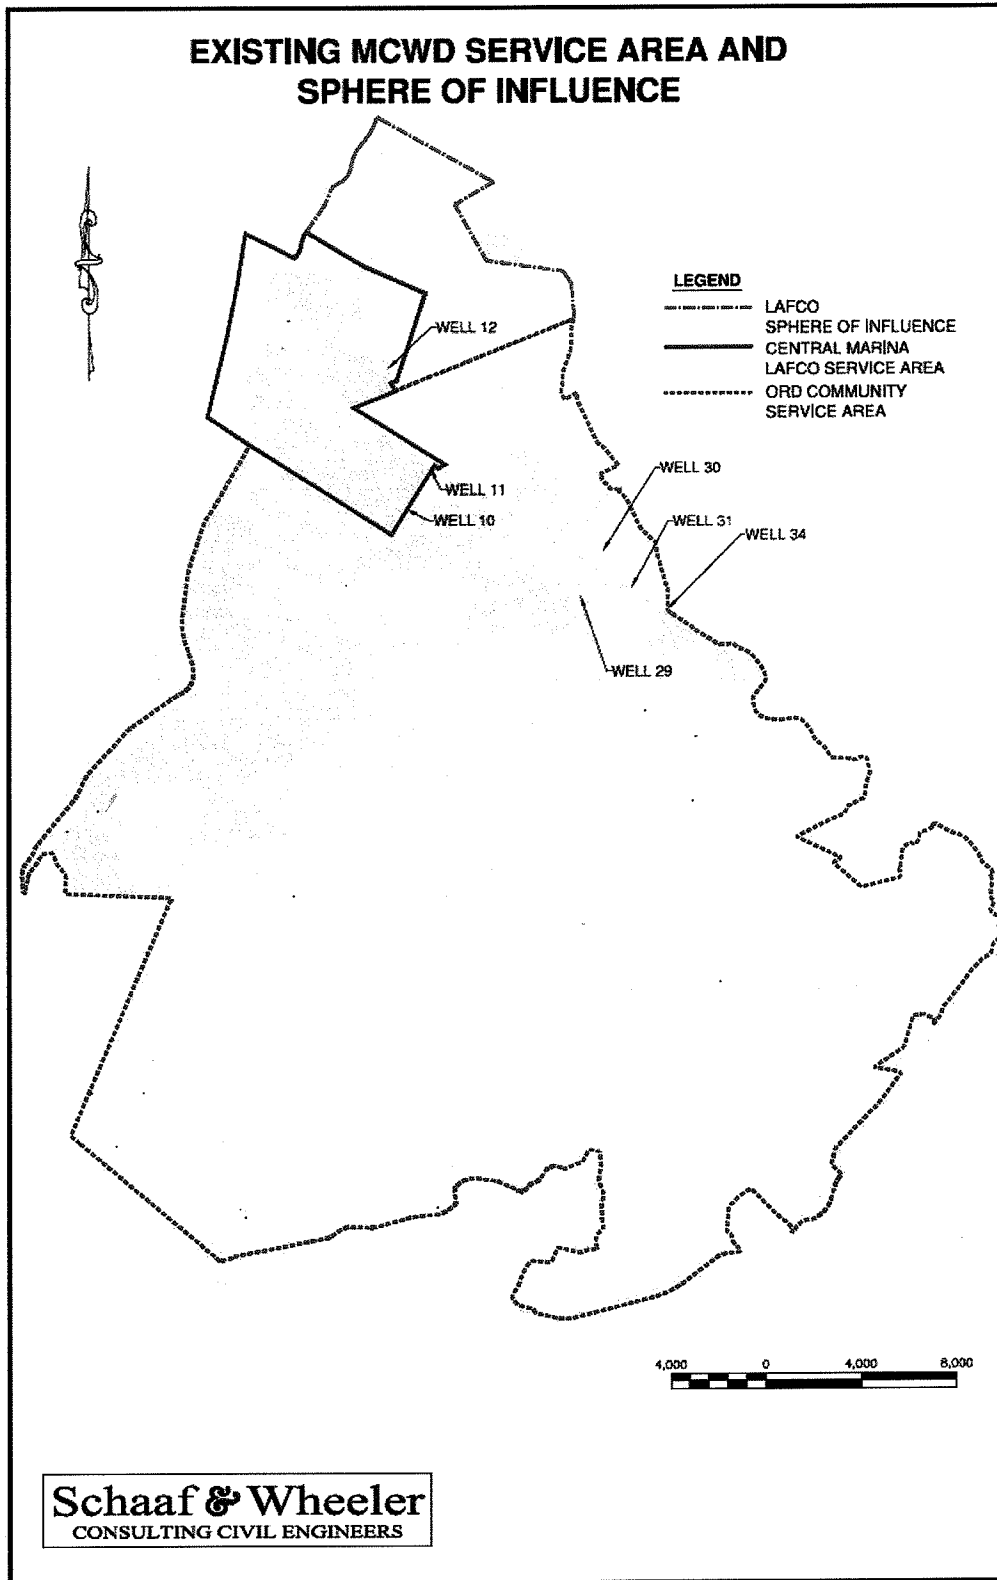 EXISTING MCWD SERVICE AREA AND
SPHERE OF INFLUENCE
LEGEND
LAFCO
SPHERE OF INFLUENCE
CENTRAL MARINA
LAFCO SERVICE AREA
ORD COMMUNITY
SERVICE AREA
WELL 12
WELL 30
WELL 11
WELL 10
WELL 31
WELL 34
WELL 29
4,000 0 4,000 8,000
Schaaf & Wheeler
CONSULTING CIVIL ENGINEERS